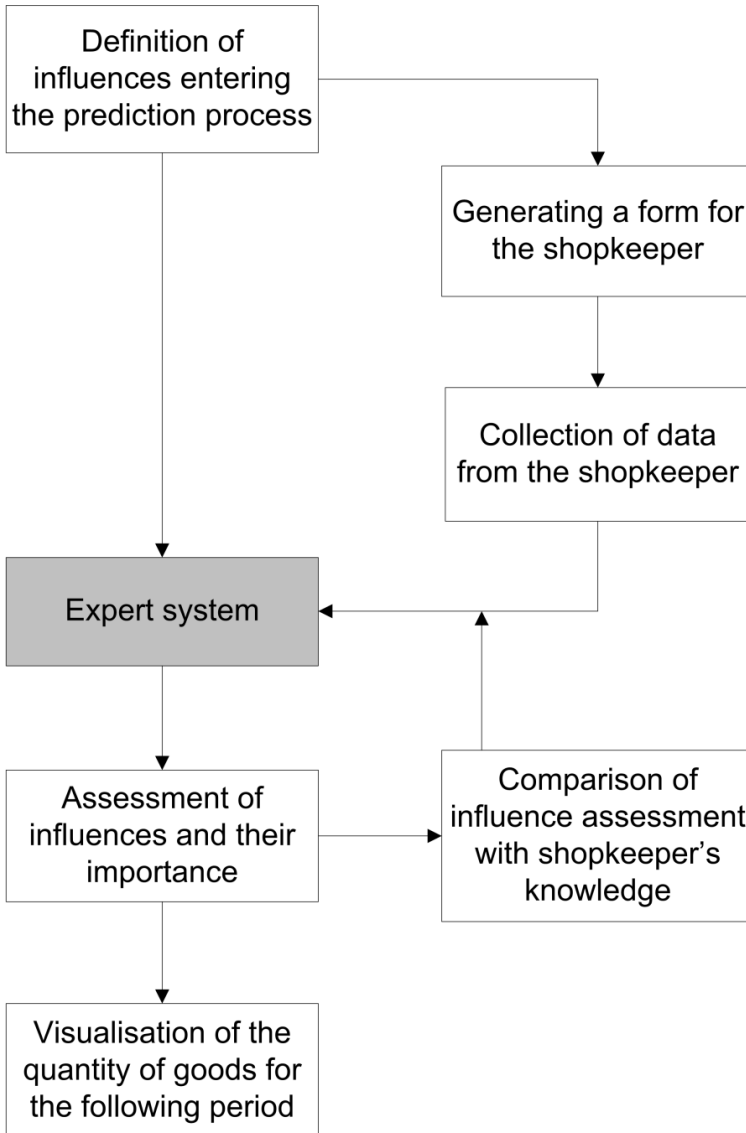 Definition of
influences entering
the prediction process
Generating a form for
the shopkeeper
Collection of data
from the shopkeeper
Expert system
Assessment of
influences and their
importance
Comparison of
influence assessment
with shopkeeper's
knowledge
Visualisation of the
quantity of goods for
the following period